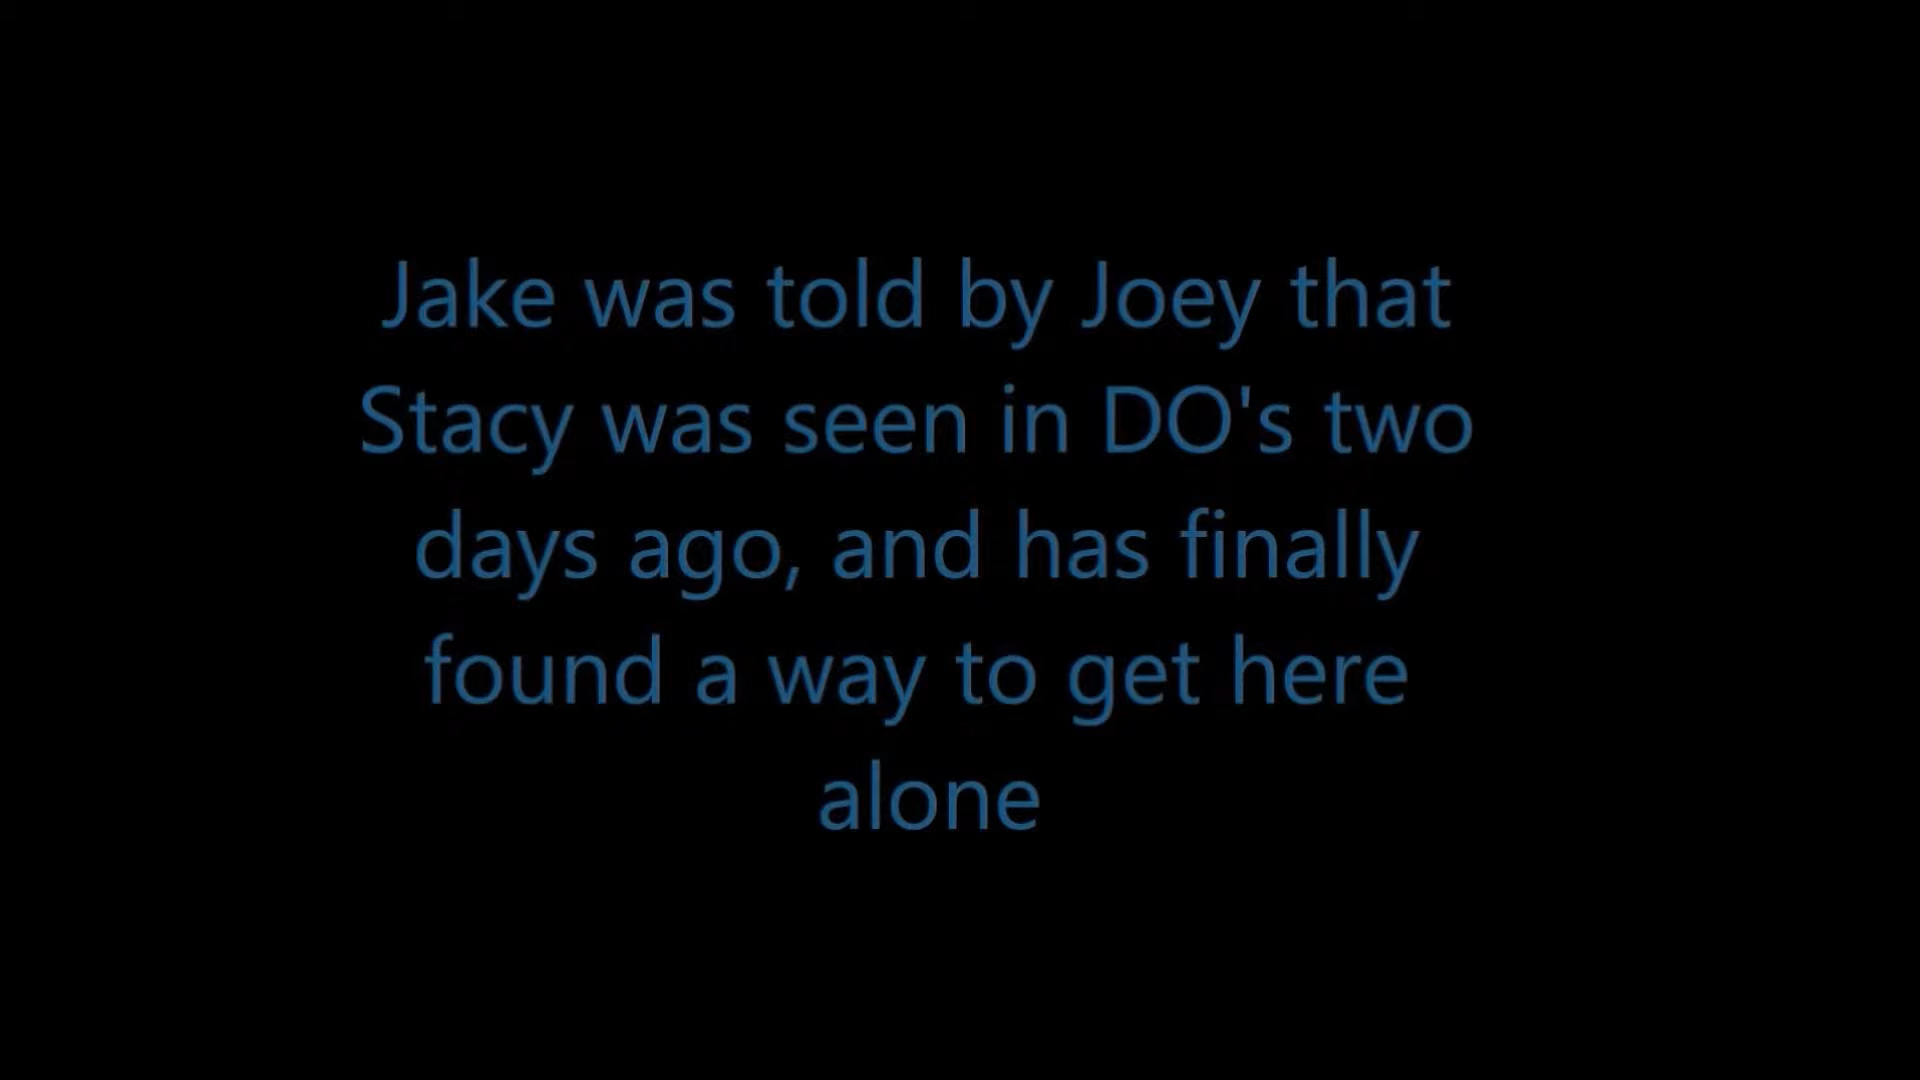 Jake was told by Joey that
Stacy was seen in DO's two
days ago, and has finally
found a way to get here
alone